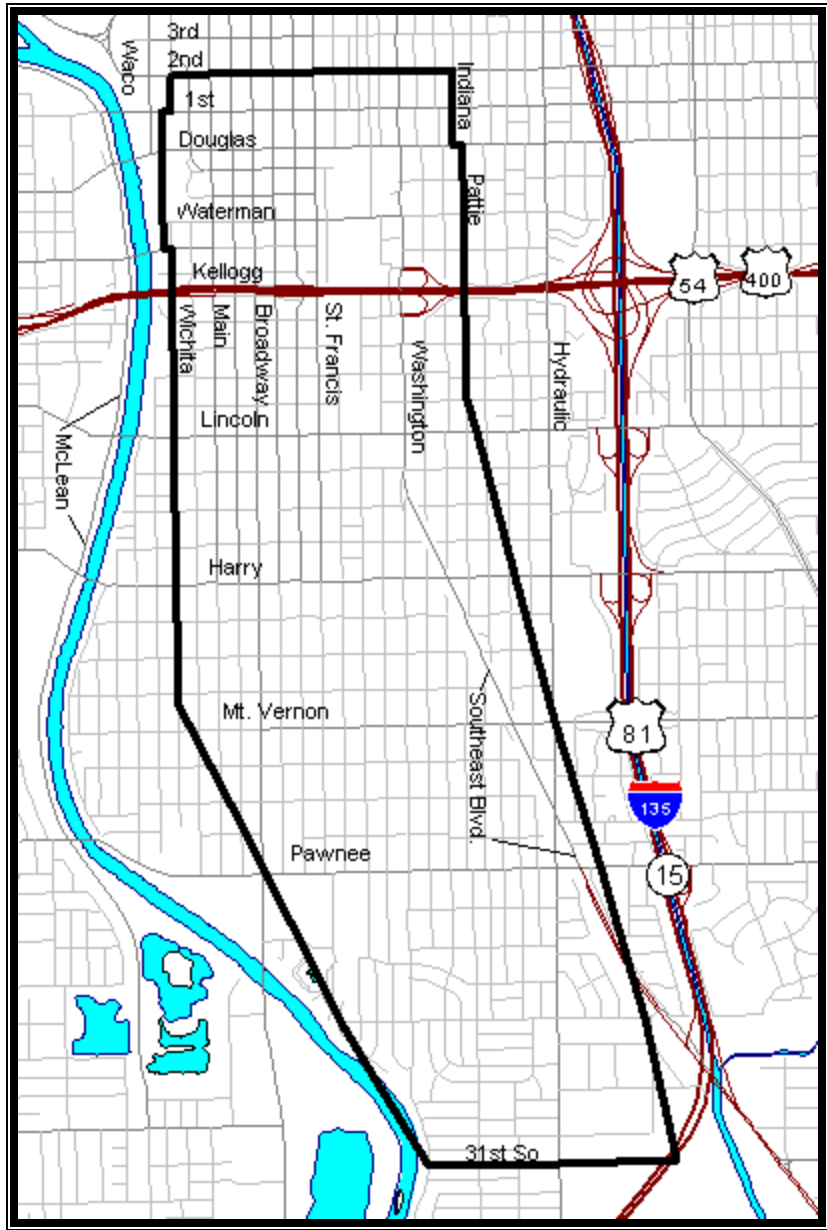 3rd
2nd
Waco
1st
Indiana
Douglas
Pattie
Waterman
Kellogg
54
400
Wichita
Main
Broadway
St. Francis
Washington
Hydraulic
Lincoln
McLean
Harry
Southeast Blvd.
Mt. Vernon
81
135
Pawnee
15
31st So